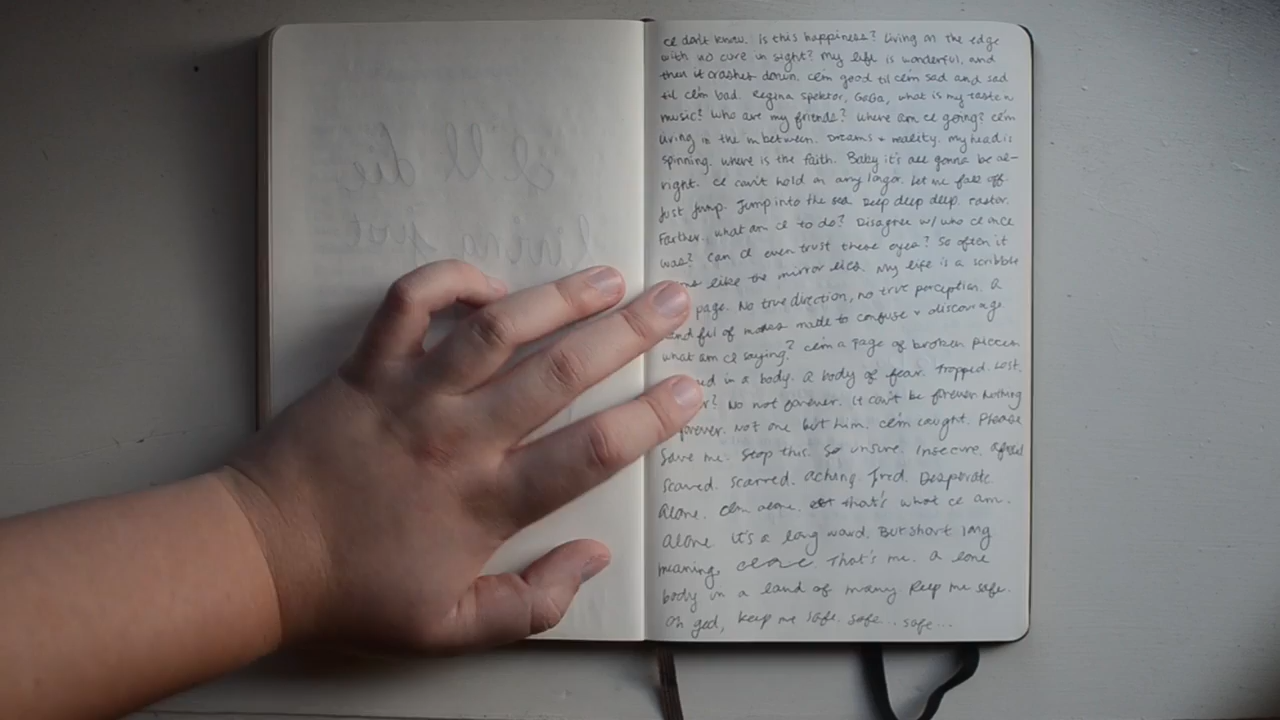 I'll die
living just
I don't know. Is this happiness? Living on the edge
with no cure in sight? My life is wonderful, and
then it crashes down. I'm good til I'm sad and sad
til I'm bad. Regina Spektor, GaGa, what is my taste n
music? Who are my friends? Where am I going? I'm
living in the in between. Dreams + reality. My head is
spinning. where is the faith. Baby it's all gonna be al-
right. I can't hold on any longer. Let me fall off.
Just jump. Jump into the sea. Deep deep deep. Faster.
Farther. what am I to do? Disagree w/ who I once
was? Can I even trust these eyes? So often it
like the mirror lies. My life is a scribble
page. No true direction, no true perception. A
ful of made to confuse + discourage.
what am I saying? I'm a page of broken pieces
in a body. A body of fear. Trapped. Lost.
No not forever. It can't be forever. Nothing
forever. Not one but him. I'm caught. Please
Save me. Stop this. So unsure. Insecure. afraid
Scared. Scarred. Aching. Tired. Desperate.
Alone. I'm alone. that's what I am.
Alone it's a long word. But short long
meaning, That's me. A lone
body in a land of many. Keep me safe.
Oh god, keep me safe. safe... safe...